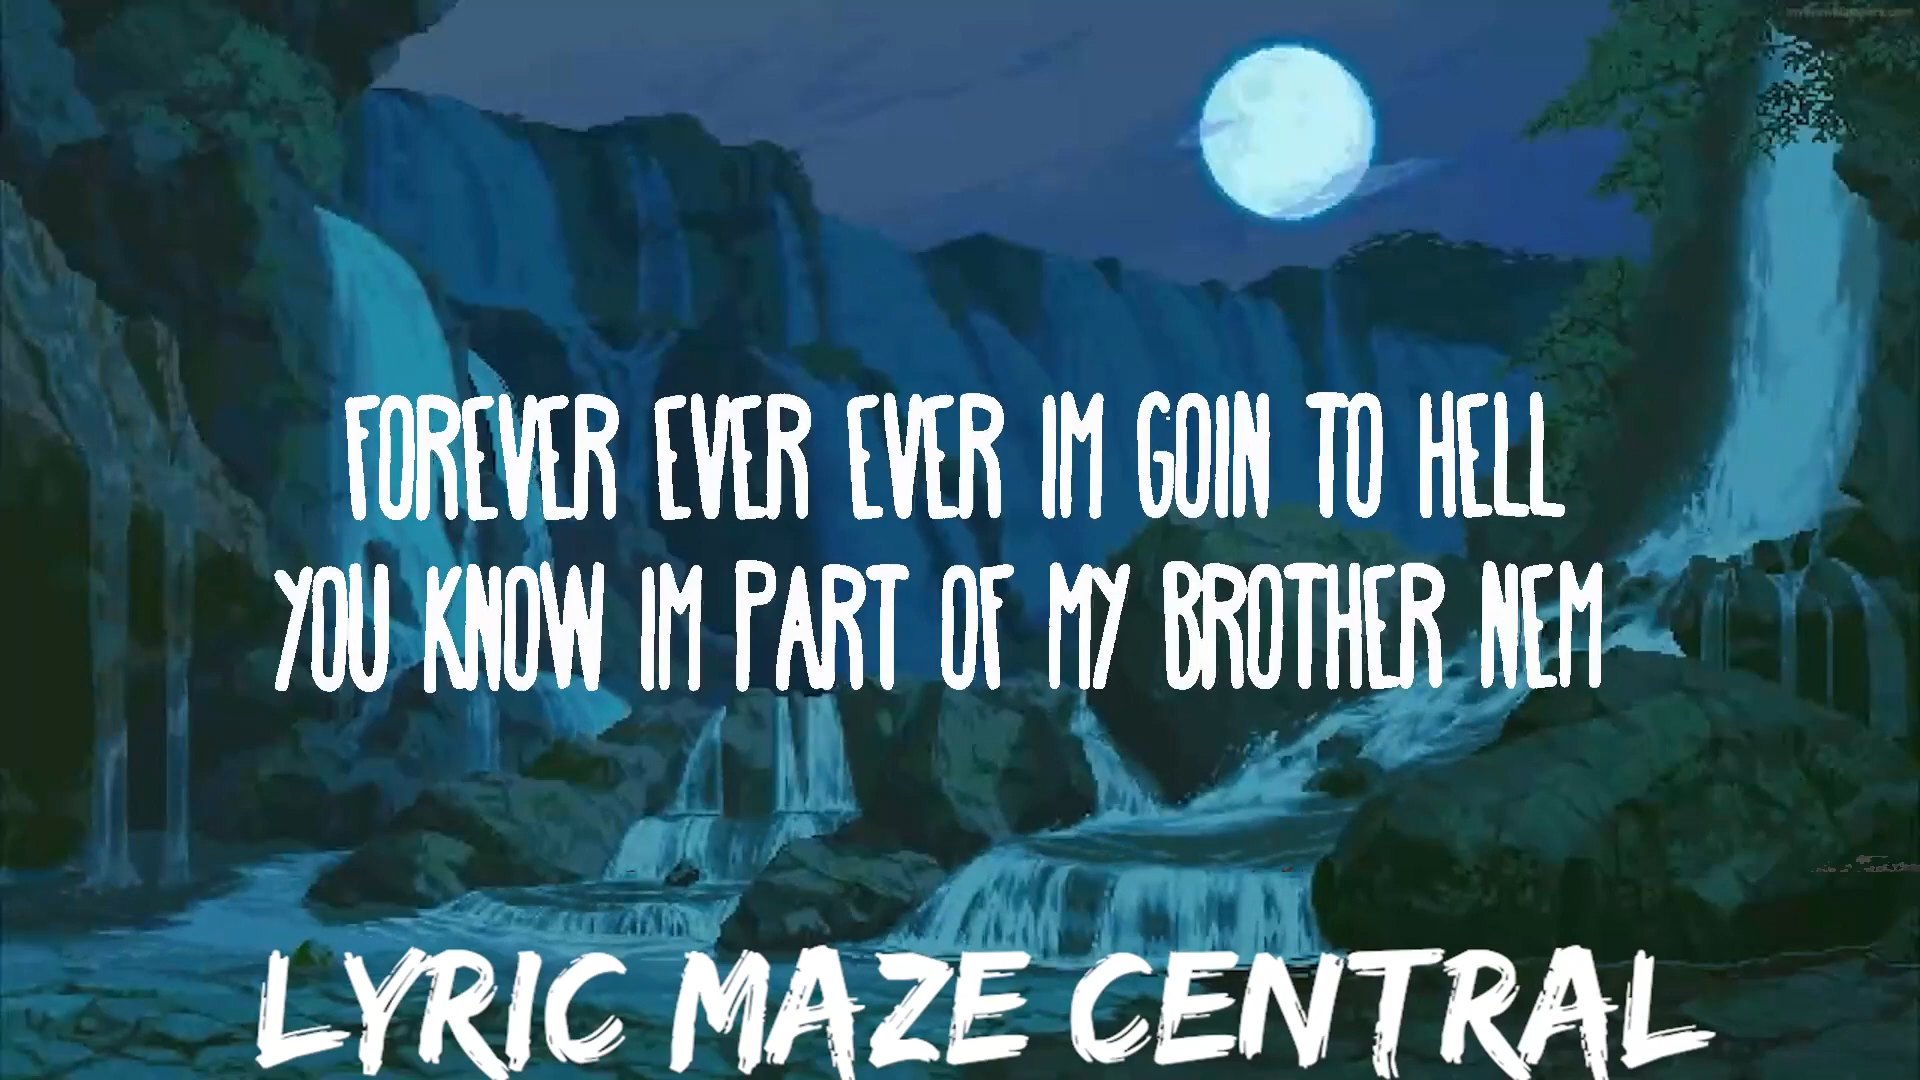 FOREVER EVER EVER IM GOIN TO HELL
YOU KNOW IM PART OF MY BROTHER NEM
LYRIC MAZE CENTRAL